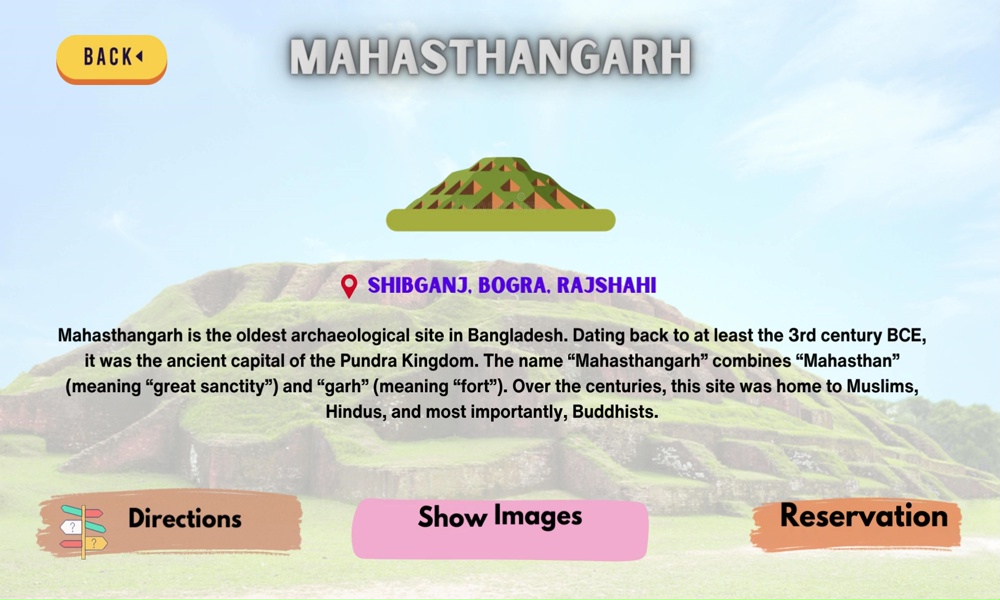 BACK
MAHASTHANGARH
SHIBGANJ, BOGRA, RAJSHAHI
Mahasthangarh is the oldest archaeological site in Bangladesh. Dating back to at least the 3rd century BCE,
it was the ancient capital of the Pundra Kingdom. The name “Mahasthangarh” combines “Mahasthan”
(meaning “great sanctity”) and “garh” (meaning “fort”). Over the centuries, this site was home to Muslims,
Hindus, and most importantly, Buddhists.
? Directions
?
Show Images
Reservation